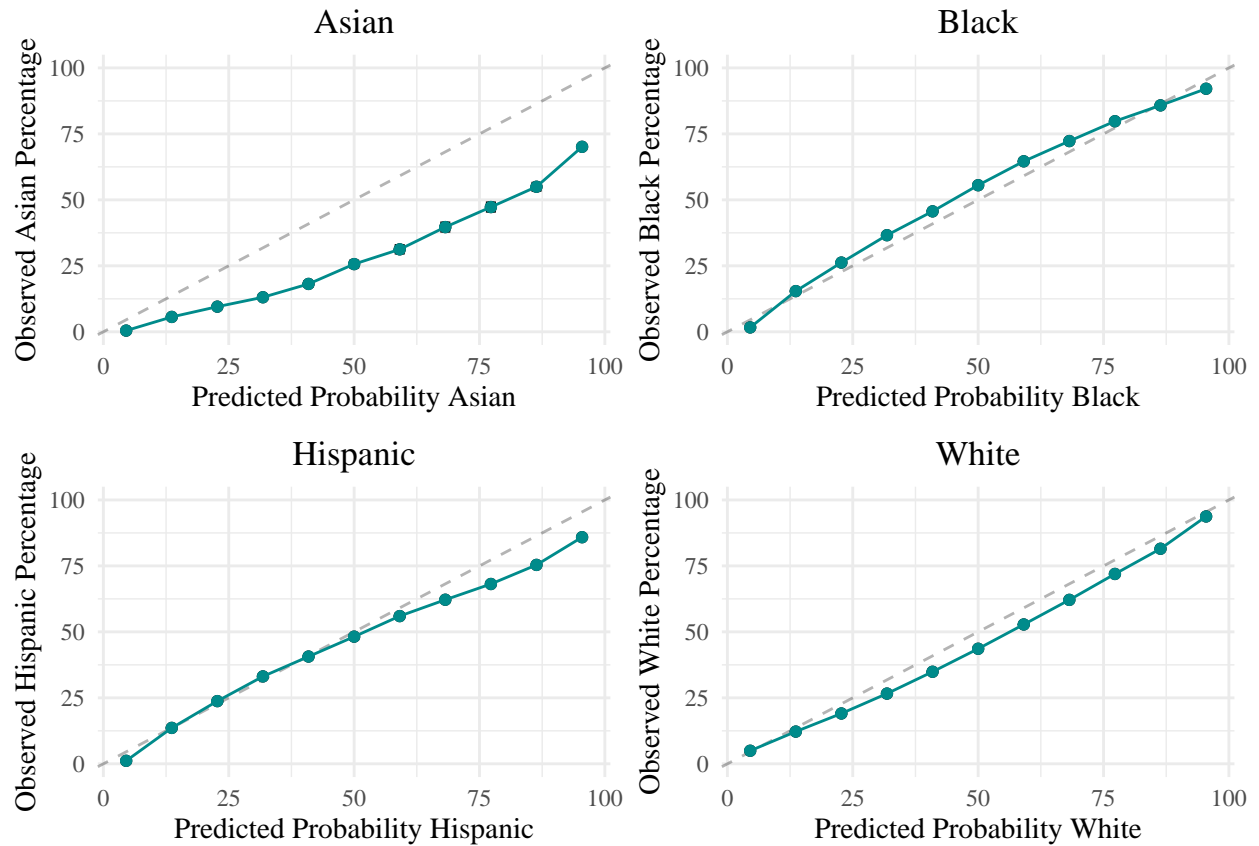 Asian
Observed Asian Percentage
100
75
50
25
0
0 25 50 75 100
Predicted Probability Asian
Black
Observed Black Percentage
100
75
50
25
0
0 25 50 75 100
Predicted Probability Black
Hispanic
Observed Hispanic Percentage
100
75
50
25
0
0 25 50 75 100
Predicted Probability Hispanic
White
Observed White Percentage
100
75
50
25
0
0 25 50 75 100
Predicted Probability White